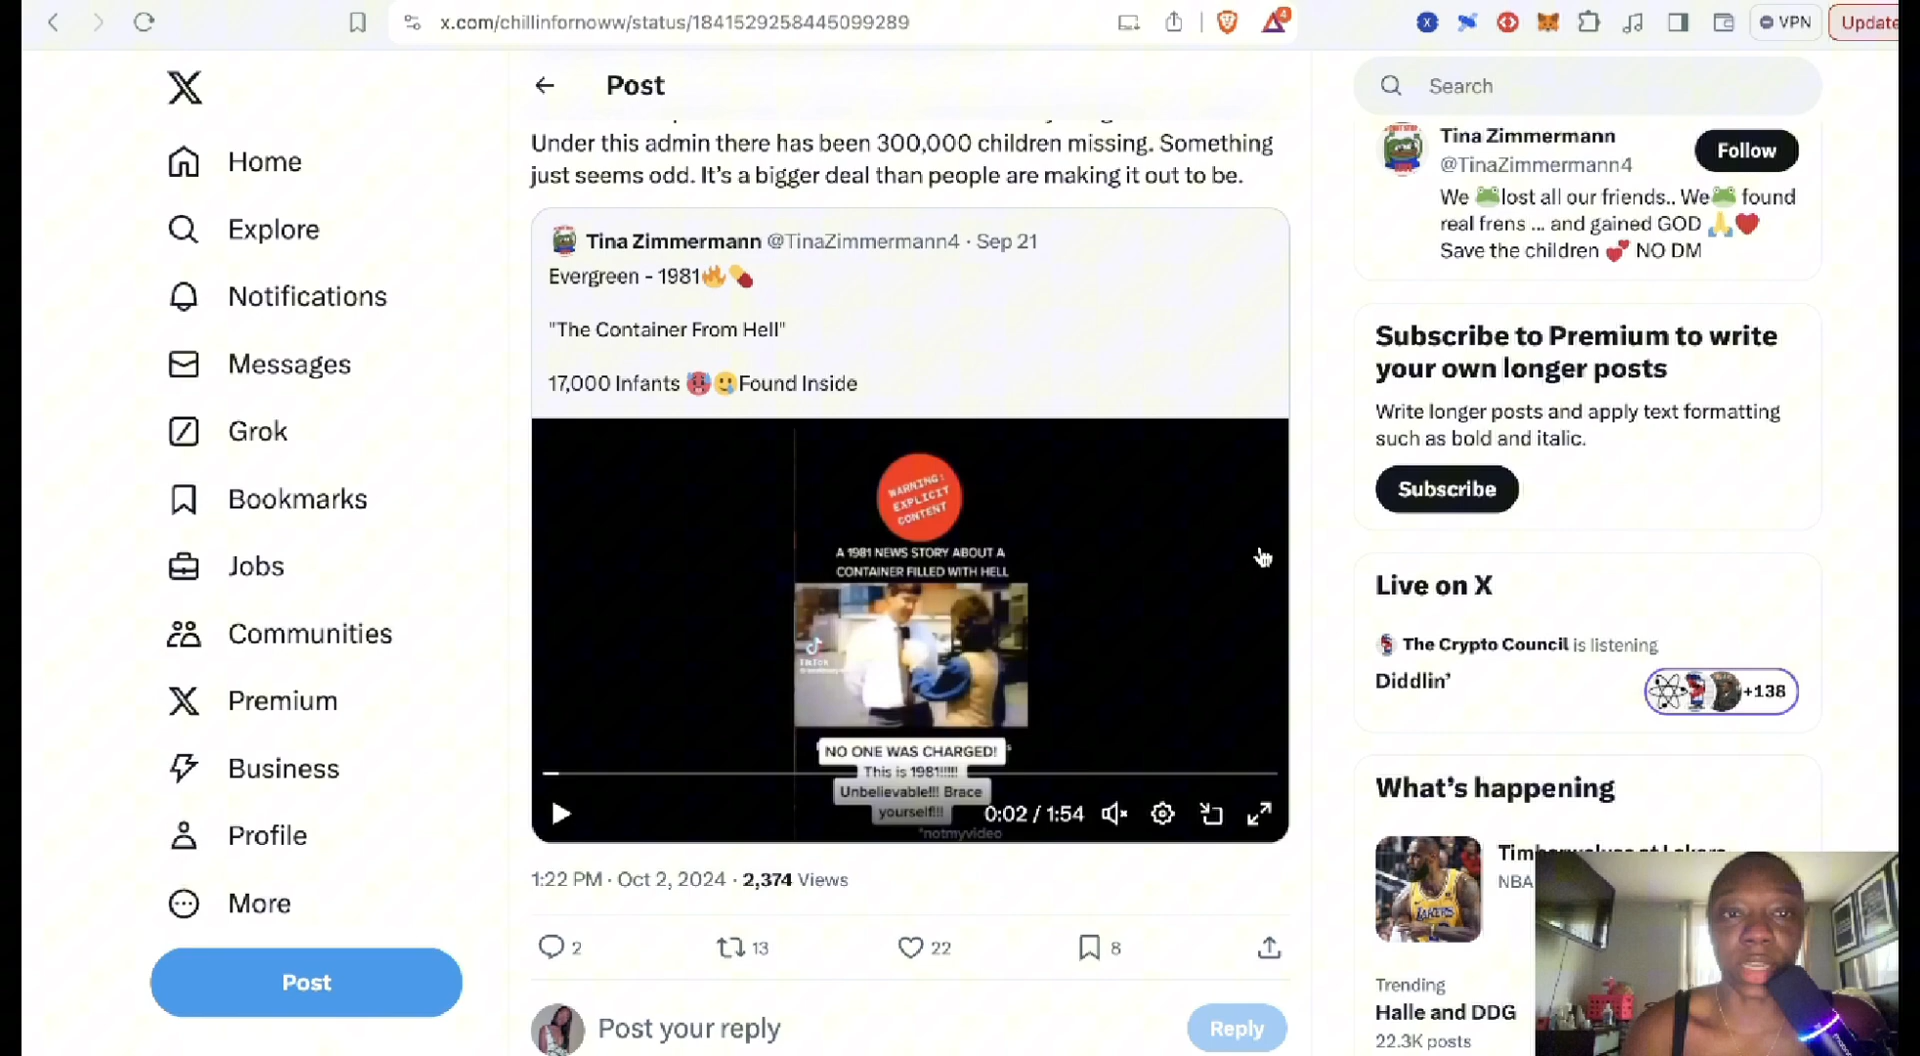 x.com/chillinfornoww/status/1841529258445099289
4
VPN
Update
Home
Explore
Notifications
Messages
Grok
Bookmarks
Jobs
Communities
Premium
Business
Profile
More
Post
Post
Under this admin there has been 300,000 children missing. Something
just seems odd. It's a bigger deal than people are making it out to be.
Tina Zimmermann @TinaZimmermann4 · Sep 21
Evergreen - 1981🔥💊
"The Container From Hell"
17,000 Infants 🥵🥲Found Inside
WARNING:
EXPLICIT
CONTENT
A 1981 NEWS STORY ABOUT A
CONTAINER FILLED WITH HELL
TikTok
NO ONE WAS CHARGED!
This is 1981!!!!!
Unbelievable!!! Brace
yourself!!!
*notmyvideo
0:02 / 1:54
1:22 PM · Oct 2, 2024 · 2,374 Views
2
13
22
8
Post your reply
Reply
Search
Tina Zimmermann
@TinaZimmermann4
Follow
We 🐸lost all our friends.. We🐸 found
real frens ... and gained GOD 🙏❤️
Save the children 💕 NO DM
Subscribe to Premium to write
your own longer posts
Write longer posts and apply text formatting
such as bold and italic.
Subscribe
Live on X
The Crypto Council is listening
Diddlin'
+138
What's happening
NBA
LAKERS
Trending
Halle and DDG
22.3K posts